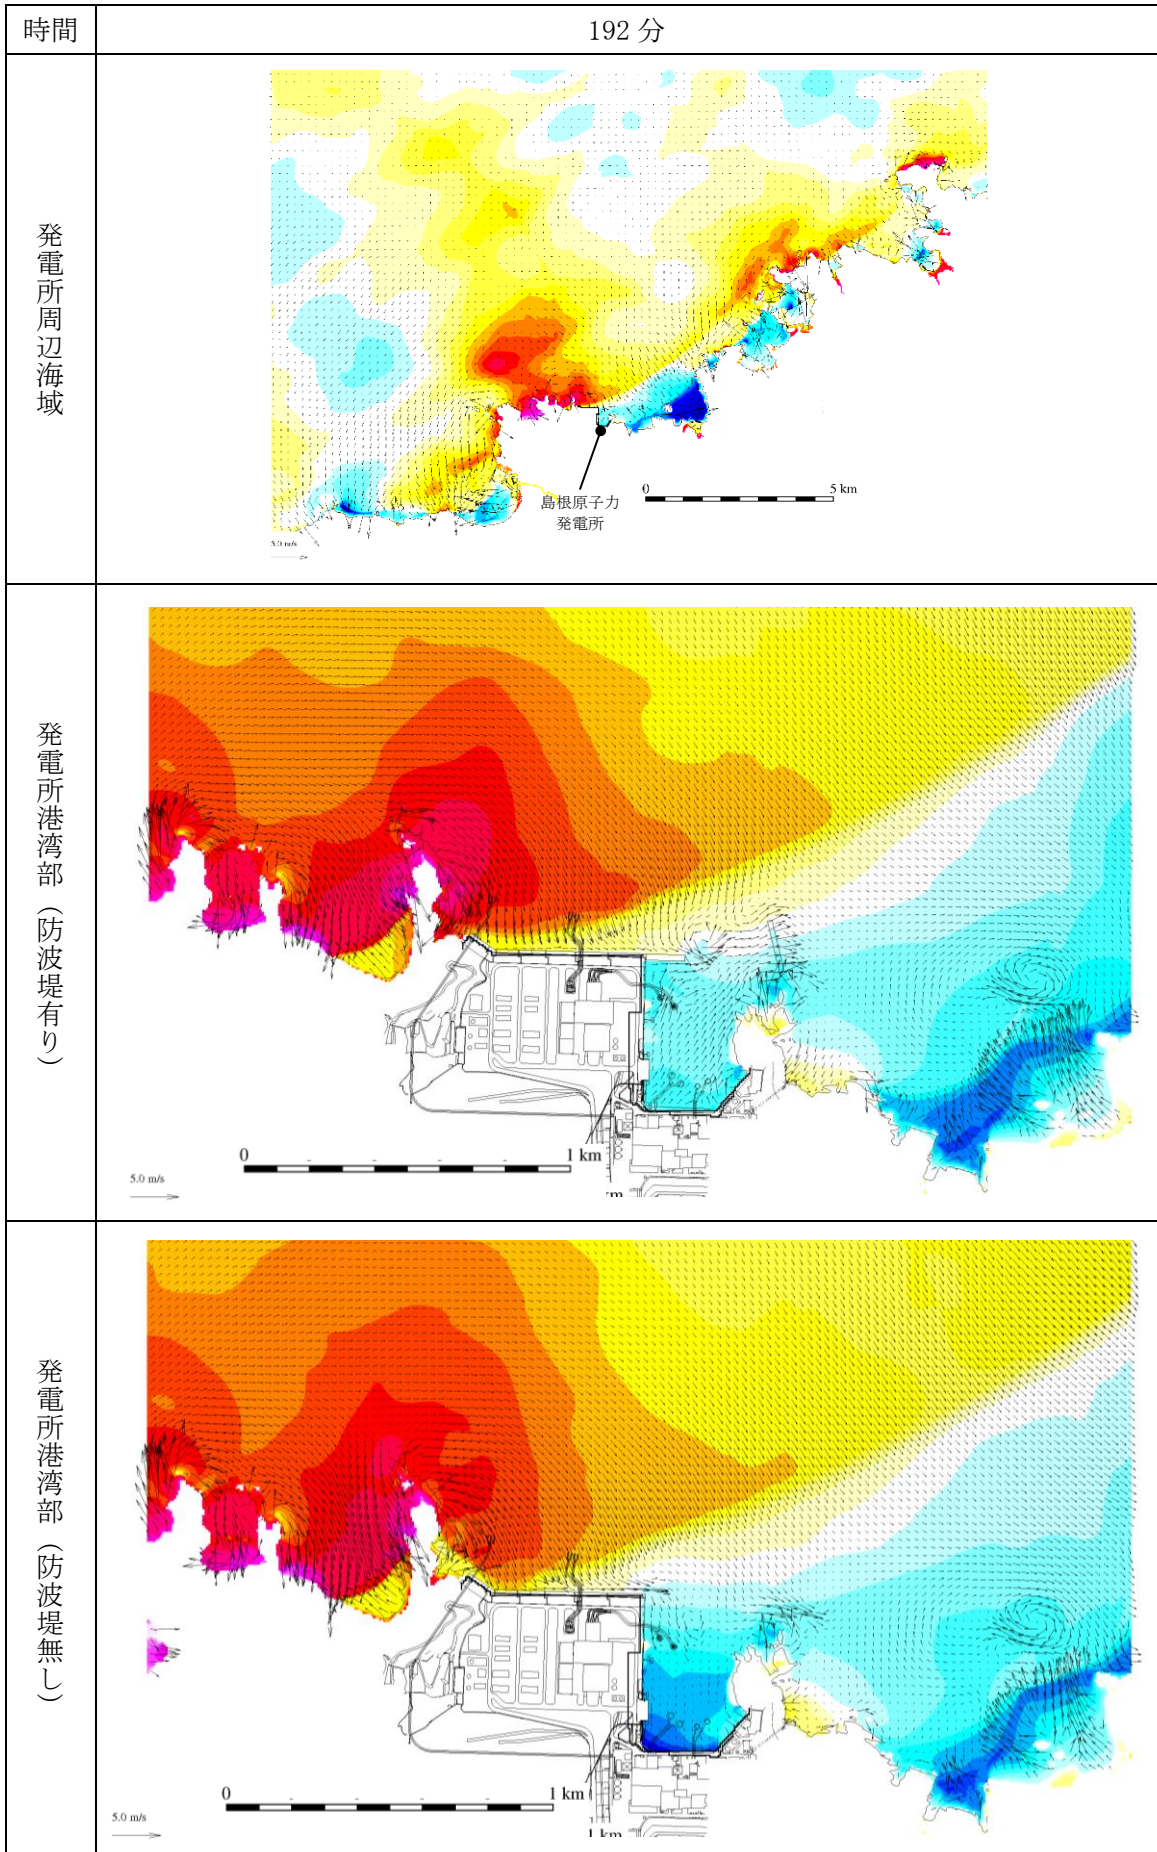 時間
192 分
発電所周辺海域
島根原子力
発電所
0
5 km
5.0 m/s
発電所港湾部（防波堤有り）
0
1 km
5.0 m/s
発電所港湾部（防波堤無し）
0
1 km
5.0 m/s
1 km